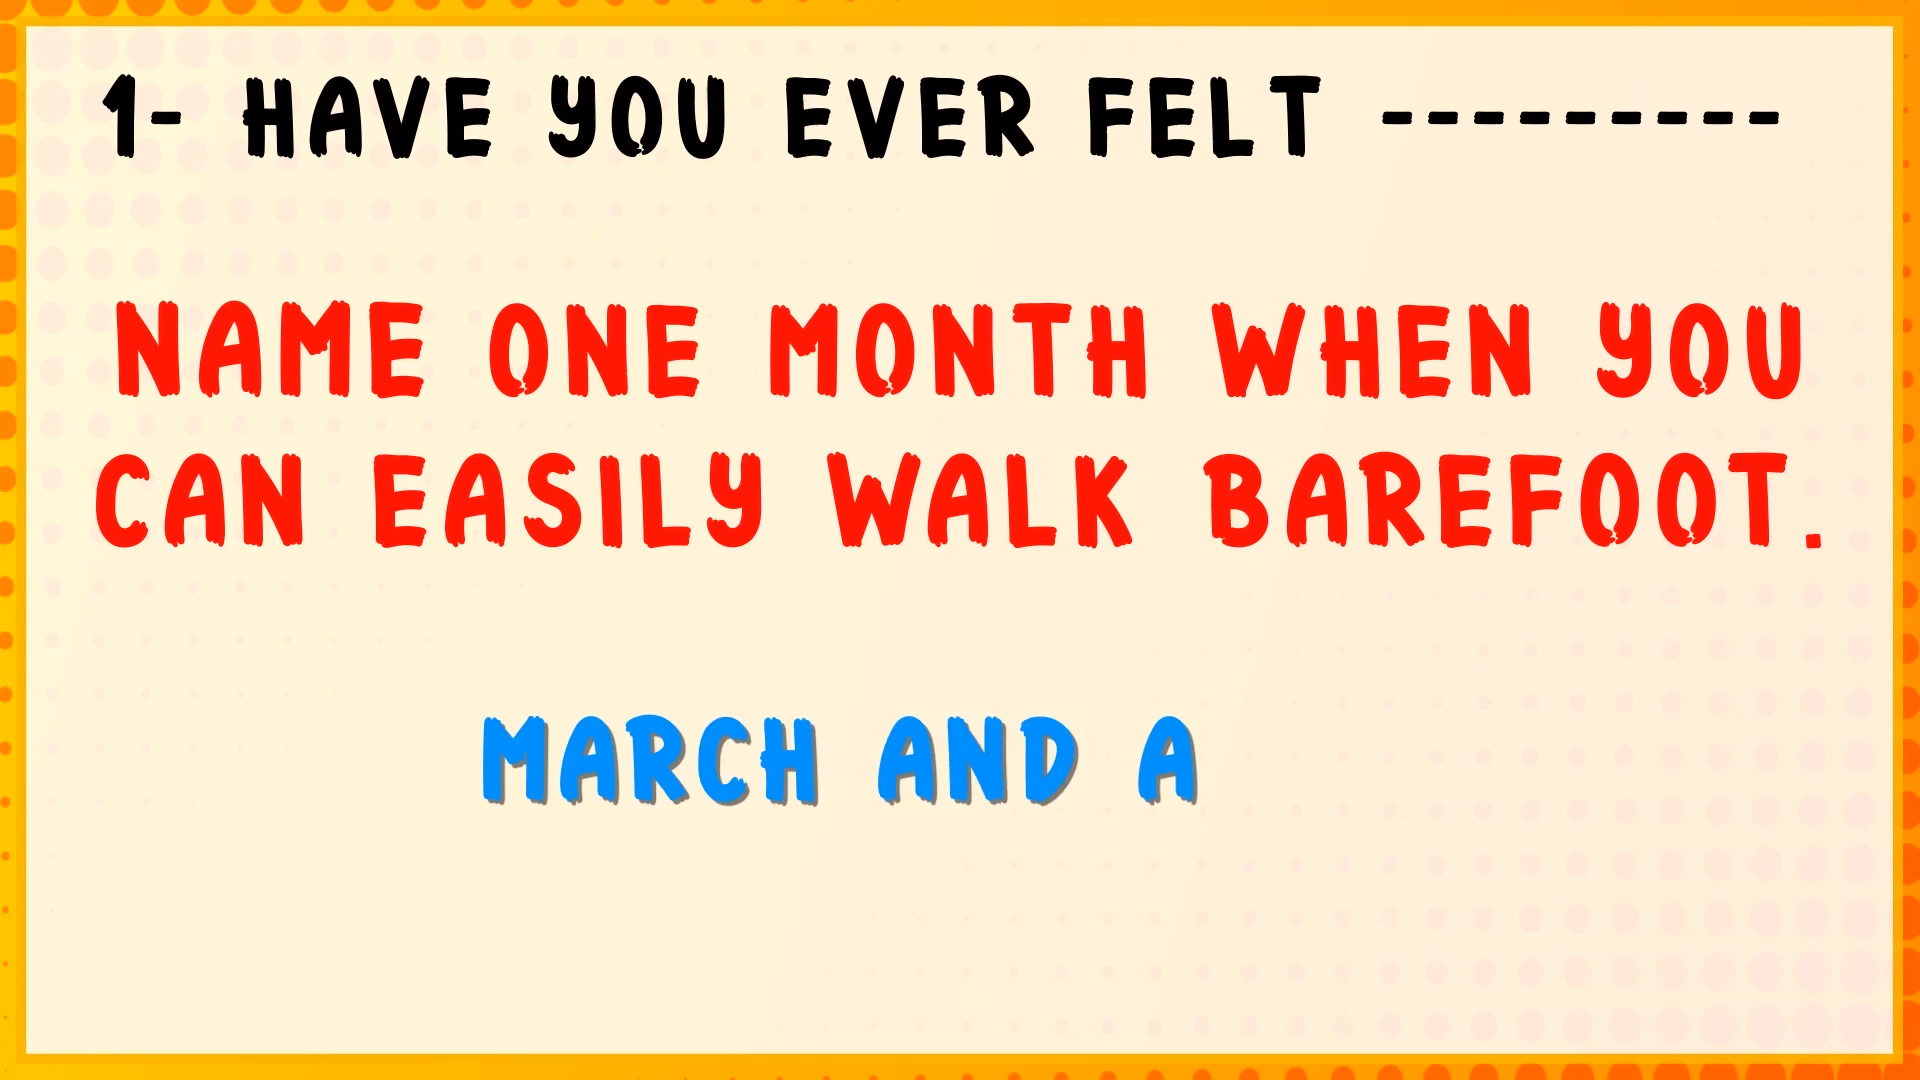 1- HAVE YOU EVER FELT ---------
NAME ONE MONTH WHEN YOU
CAN EASILY WALK BAREFOOT.
MARCH AND A